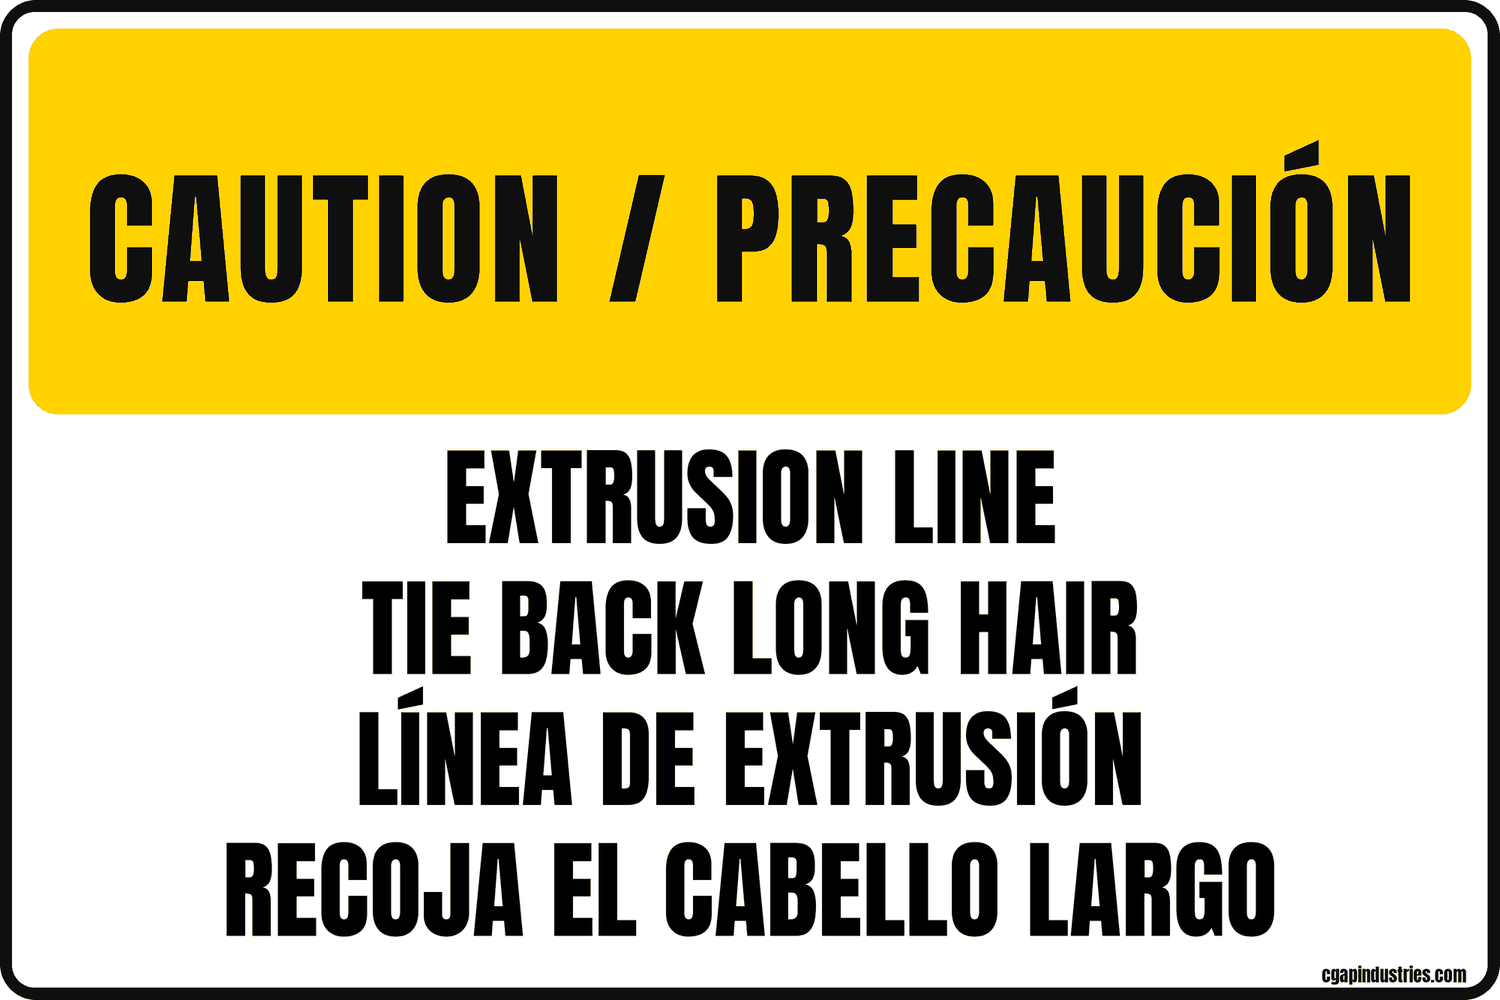 CAUTION / PRECAUCIÓN
EXTRUSION LINE
TIE BACK LONG HAIR
LÍNEA DE EXTRUSIÓN
RECOJA EL CABELLO LARGO
cgapindustries.com